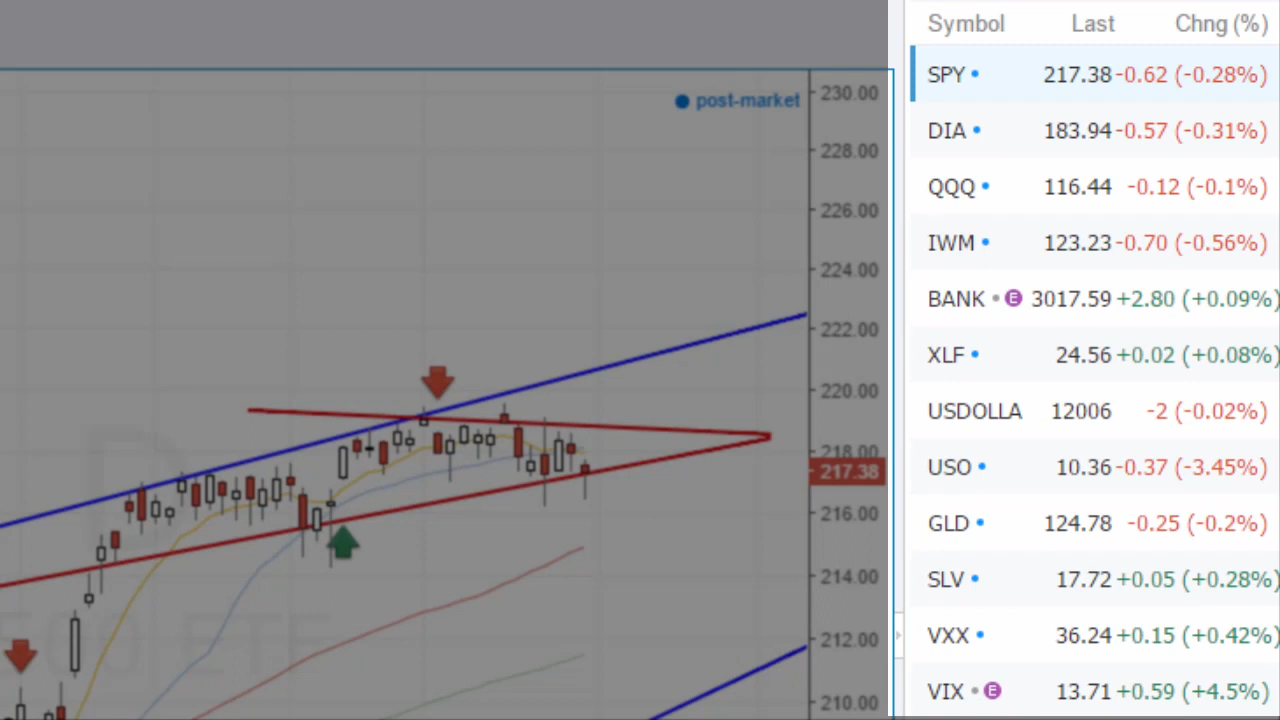 Symbol Last Chng (%)
SPY 217.38 -0.62 (-0.28%)
DIA 183.94 -0.57 (-0.31%)
QQQ 116.44 -0.12 (-0.1%)
IWM 123.23 -0.70 (-0.56%)
BANK E 3017.59 +2.80 (+0.09%)
XLF 24.56 +0.02 (+0.08%)
USDOLLA 12006 -2 (-0.02%)
USO 10.36 -0.37 (-3.45%)
GLD 124.78 -0.25 (-0.2%)
SLV 17.72 +0.05 (+0.28%)
VXX 36.24 +0.15 (+0.42%)
VIX E 13.71 +0.59 (+4.5%)
post-market
230.00
228.00
226.00
224.00
222.00
220.00
218.00
217.38
216.00
214.00
212.00
210.00
D
500 ETF